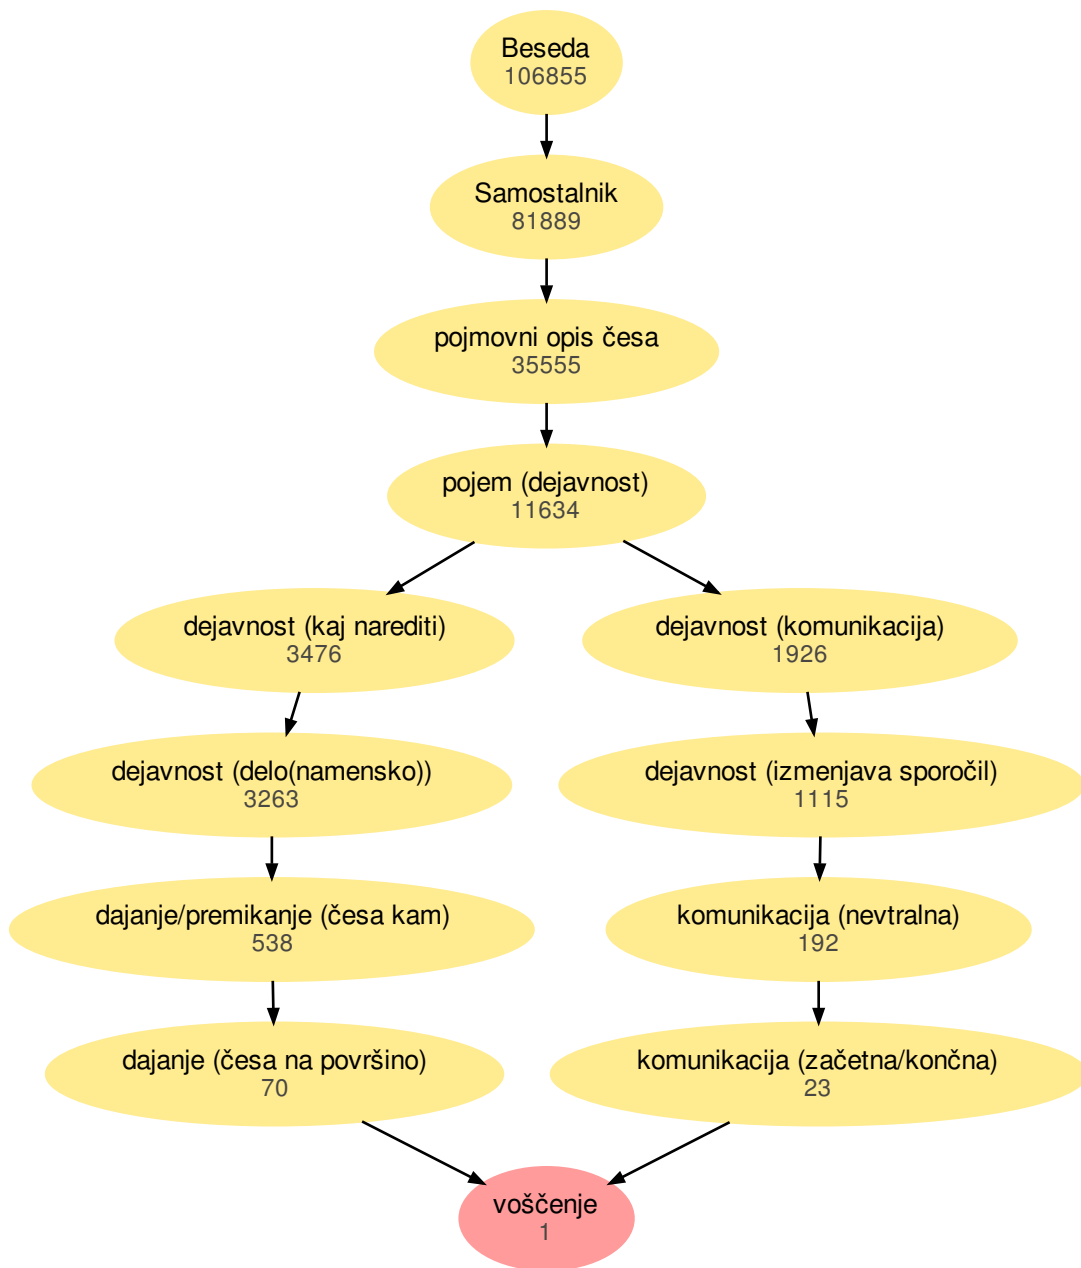 Beseda
106855
Samostalnik
81889
pojmovni opis česa
35555
pojem (dejavnost)
11634
dejavnost (kaj narediti)
3476
dejavnost (komunikacija)
1926
dejavnost (delo(namensko))
3263
dejavnost (izmenjava sporočil)
1115
dajanje/premikanje (česa kam)
538
komunikacija (nevtralna)
192
dajanje (česa na površino)
70
komunikacija (začetna/končna)
23
voščenje
1